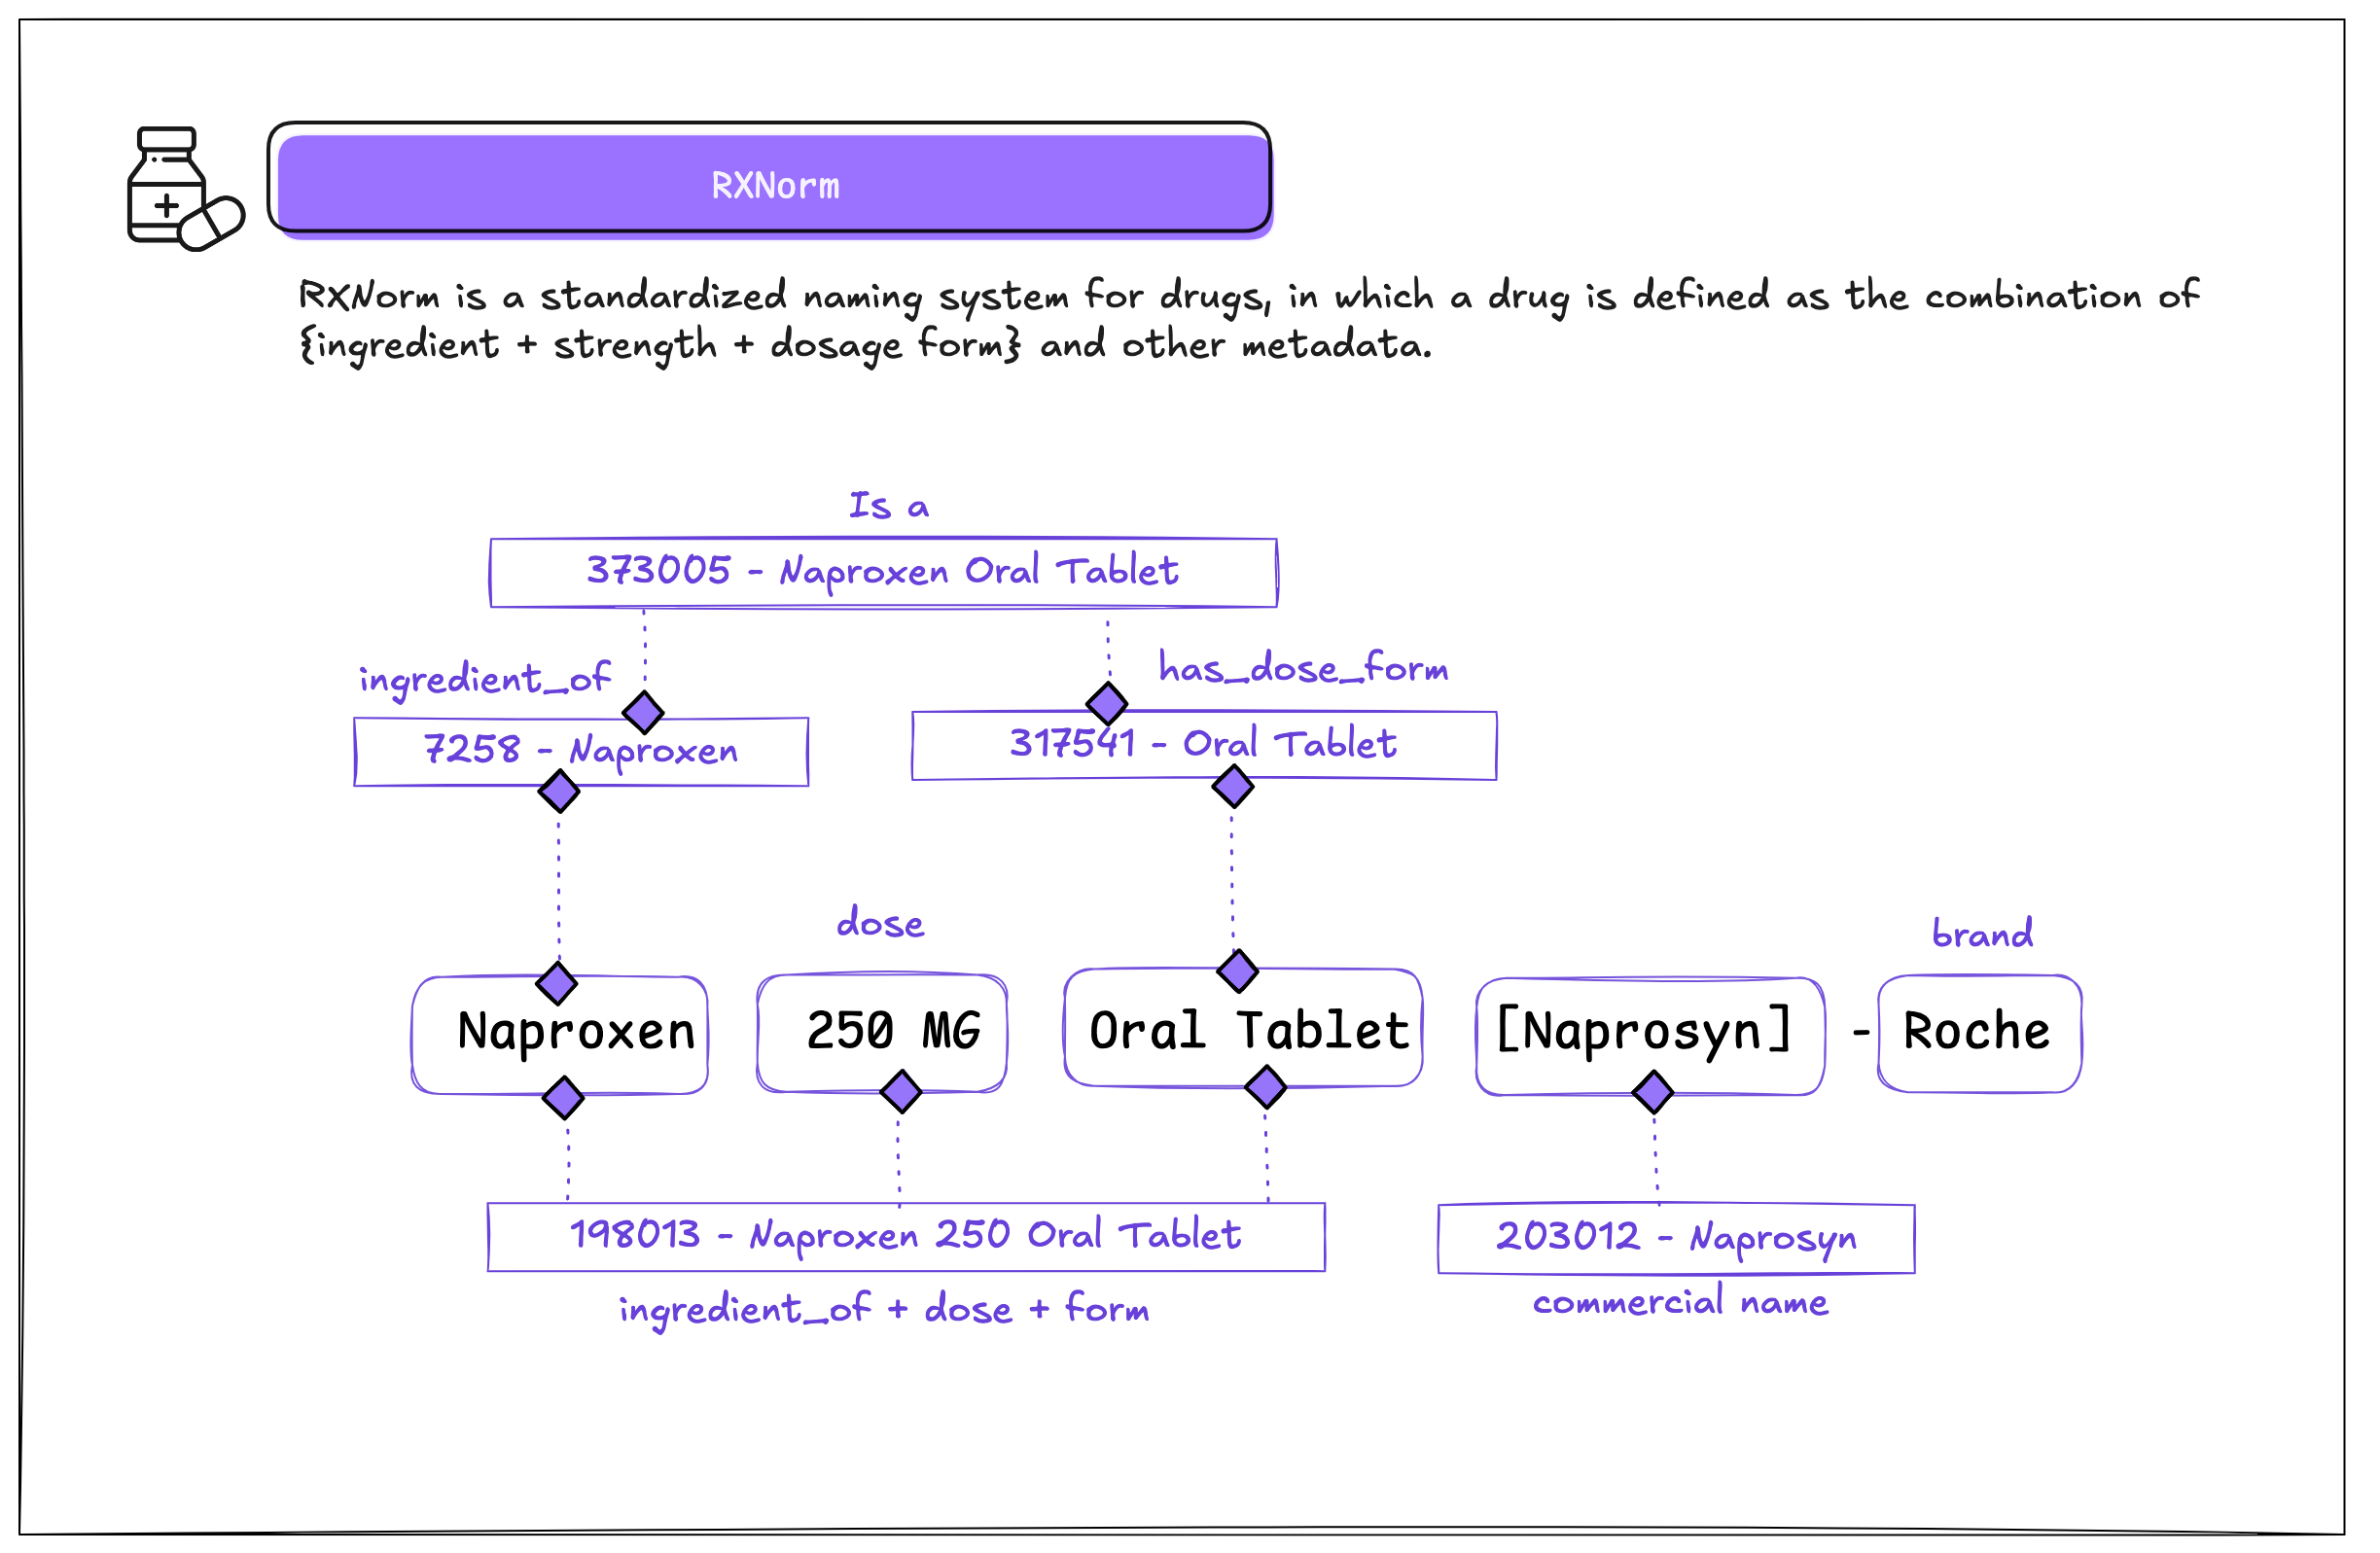 RXNorm
RXNorm is a standardized naming system for drugs, in which a drug is defined as the combination of
{ingredient + strength + dosage form} and other metadata.
Is a
373005 - Naproxen Oral Tablet
ingredient_of
has_dose_form
7258 - Naproxen
317541 - Oral Tablet
dose
brand
Naproxen
250 MG
Oral Tablet
[Naprosyn]
- Roche
198013 - Naproxen 250 Oral Tablet
203012 - Naprosyn
ingredient_of + dose + form
commercial name